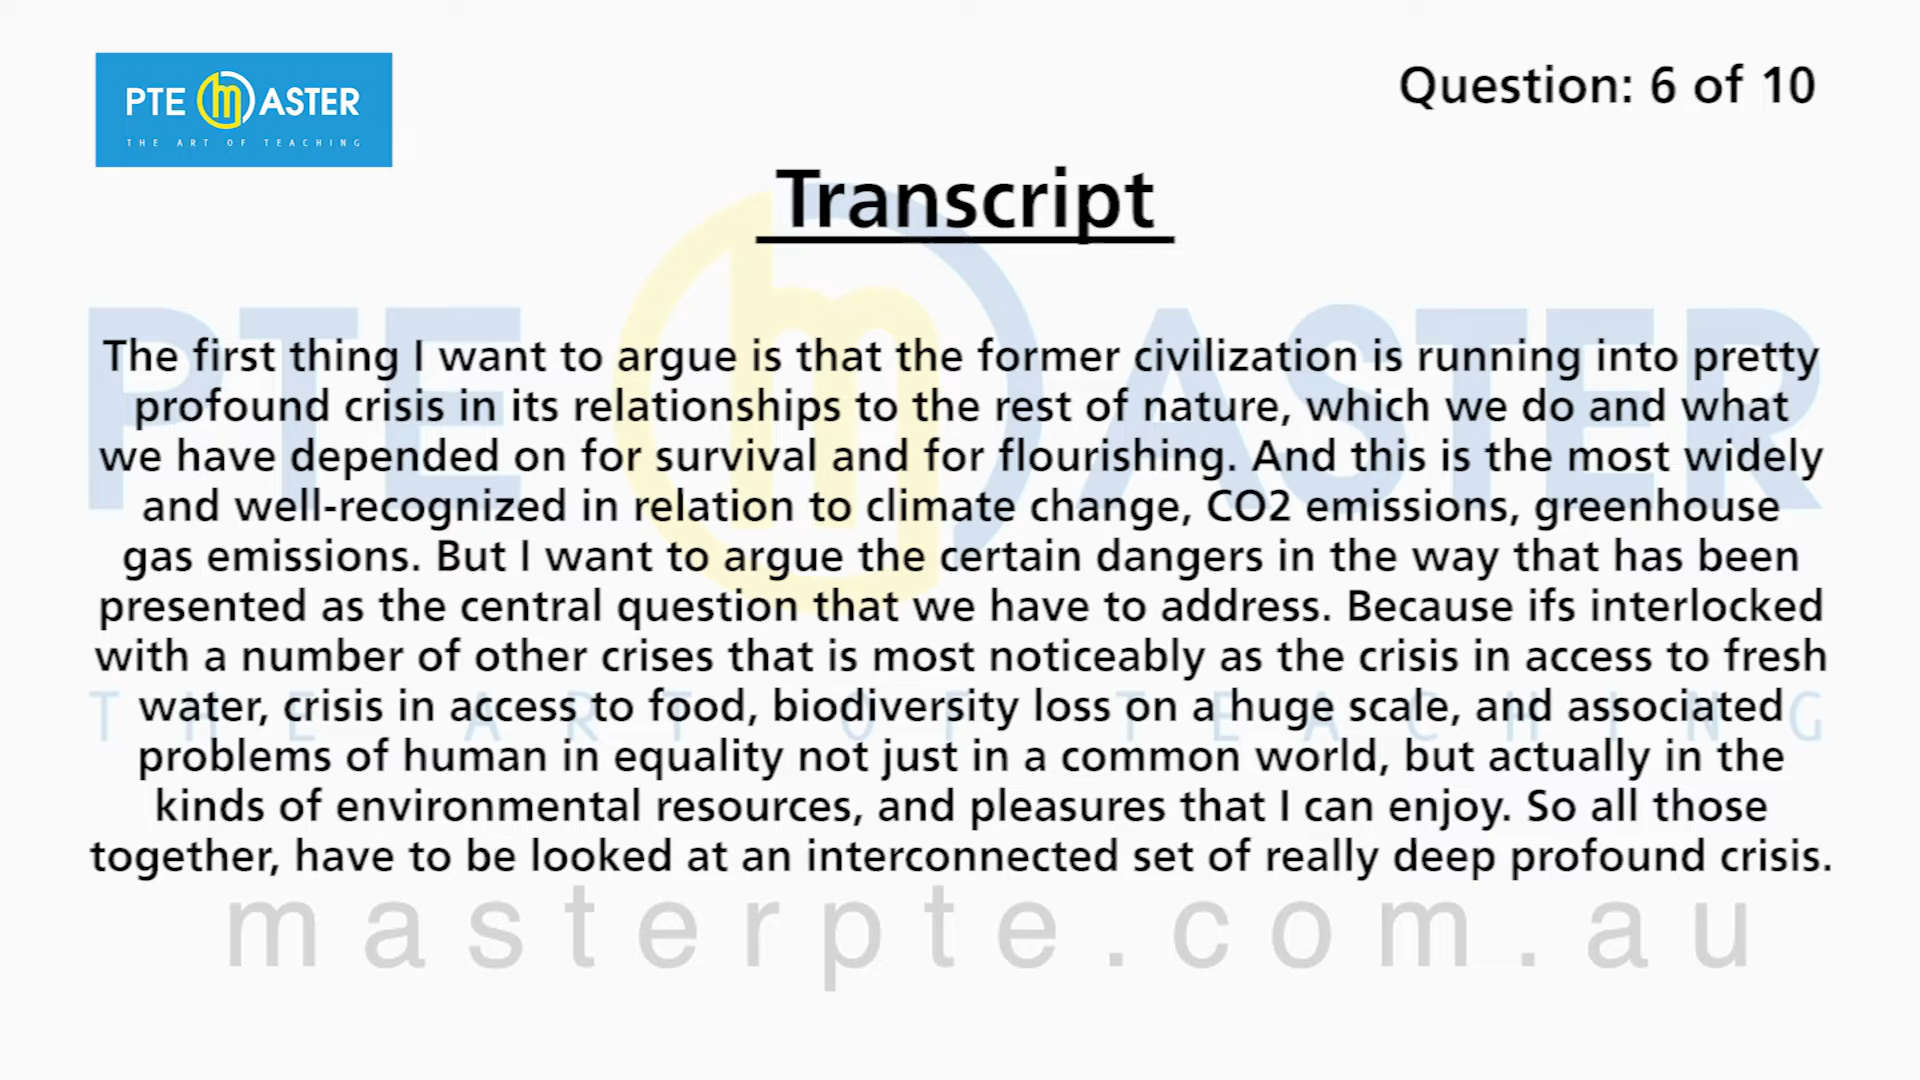 PTE MASTER
THE ART OF TEACHING
Question: 6 of 10
Transcript
The first thing I want to argue is that the former civilization is running into pretty
profound crisis in its relationships to the rest of nature, which we do and what
we have depended on for survival and for flourishing. And this is the most widely
and well-recognized in relation to climate change, CO2 emissions, greenhouse
gas emissions. But I want to argue the certain dangers in the way that has been
presented as the central question that we have to address. Because ifs interlocked
with a number of other crises that is most noticeably as the crisis in access to fresh
water, crisis in access to food, biodiversity loss on a huge scale, and associated
problems of human in equality not just in a common world, but actually in the
kinds of environmental resources, and pleasures that I can enjoy. So all those
together, have to be looked at an interconnected set of really deep profound crisis.
PTE MASTER
THE ART OF TEACHING
masterpte.com.au